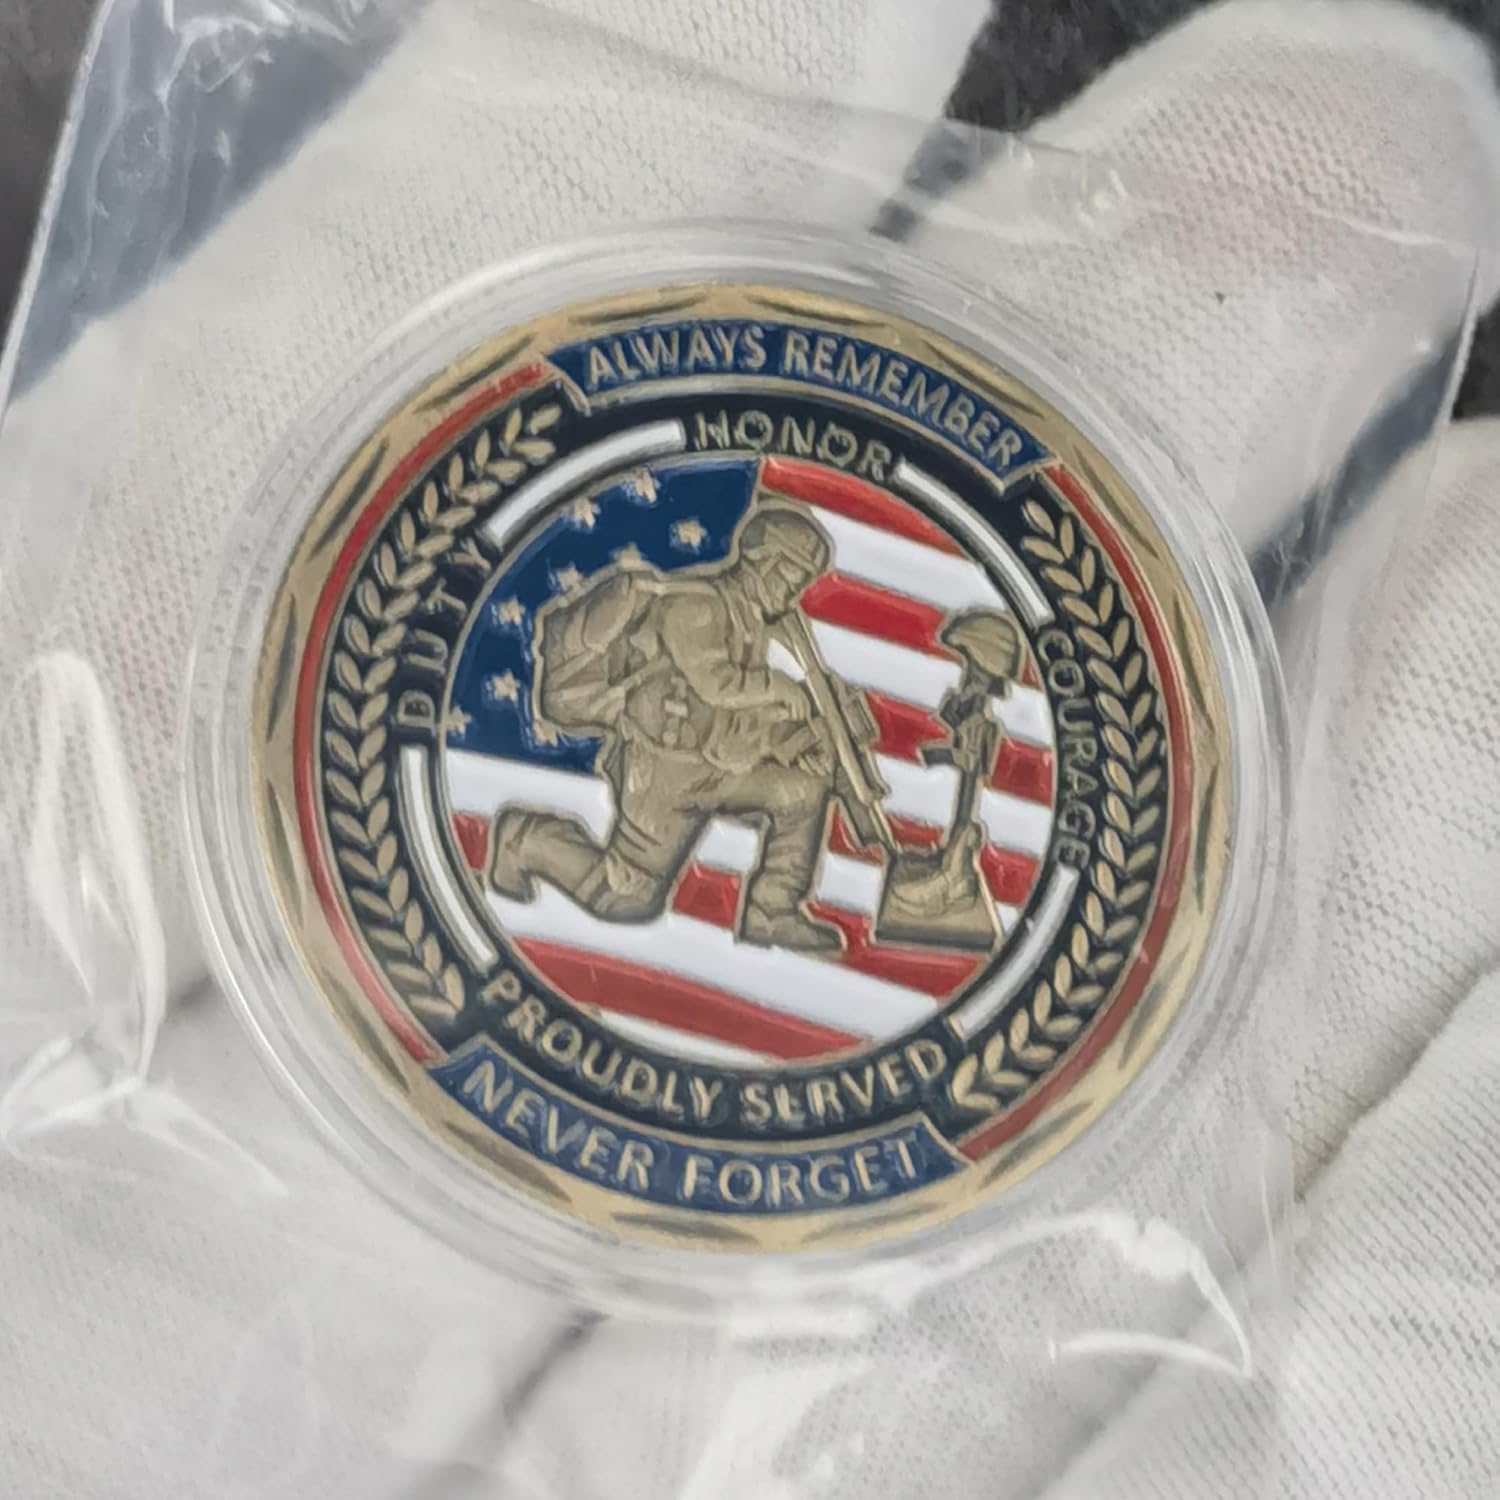 ALWAYS REMEMBER
HONOR
DUTY
COURAGE
PROUDLY SERVED
NEVER FORGET